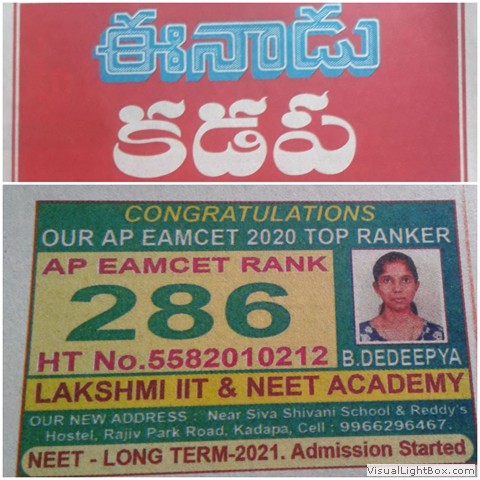 ఈనాడు
కడప
CONGRATULATIONS
OUR AP EAMCET 2020 TOP RANKER
AP EAMCET RANK
286
HT No.5582010212
B.DEDEEPYA
LAKSHMI IIT & NEET ACADEMY
OUR NEW ADDRESS : Near Siva Shivani School & Reddy's
Hostel, Rajiv Park Road, Kadapa, Cell : 9966296467.
NEET - LONG TERM-2021. Admission Started
VisualLightBox.com